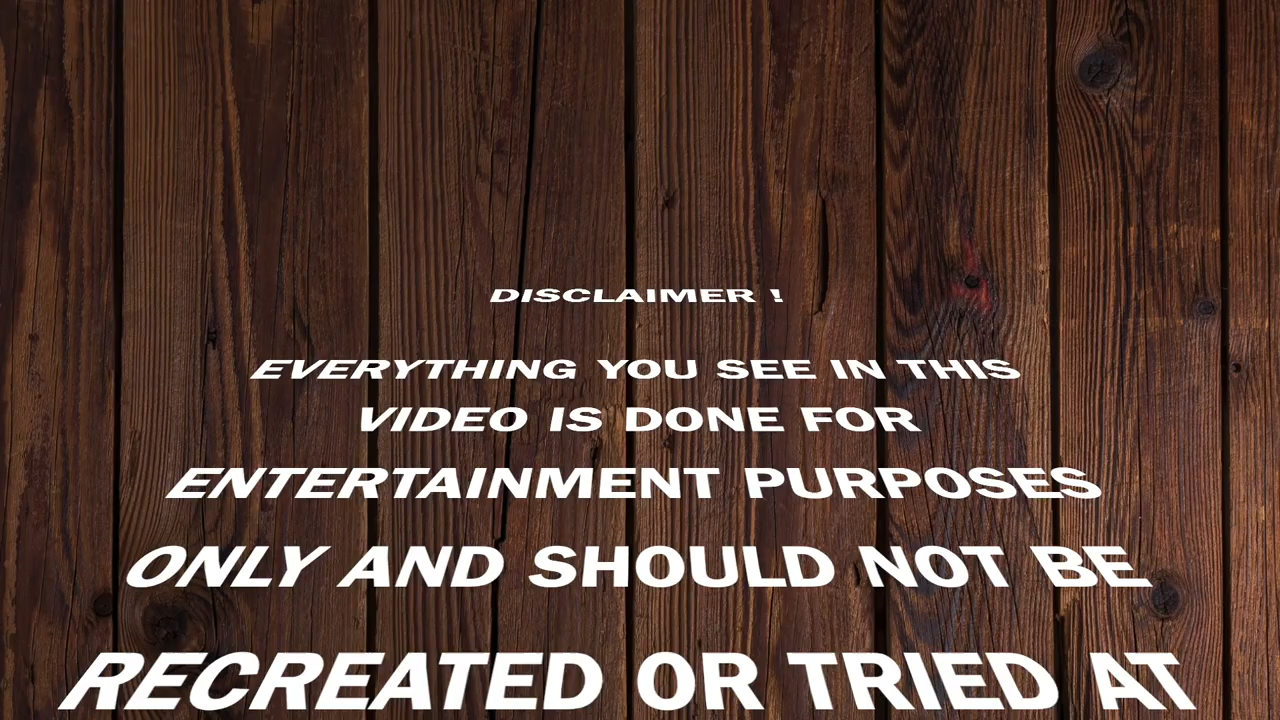 DISCLAIMER !
EVERYTHING YOU SEE IN THIS
VIDEO IS DONE FOR
ENTERTAINMENT PURPOSES
ONLY AND SHOULD NOT BE
RECREATED OR TRIED AT